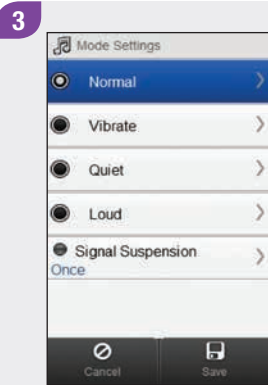 3
Mode Settings
Normal
Vibrate
Quiet
Loud
Signal Suspension
Once
Cancel
Save